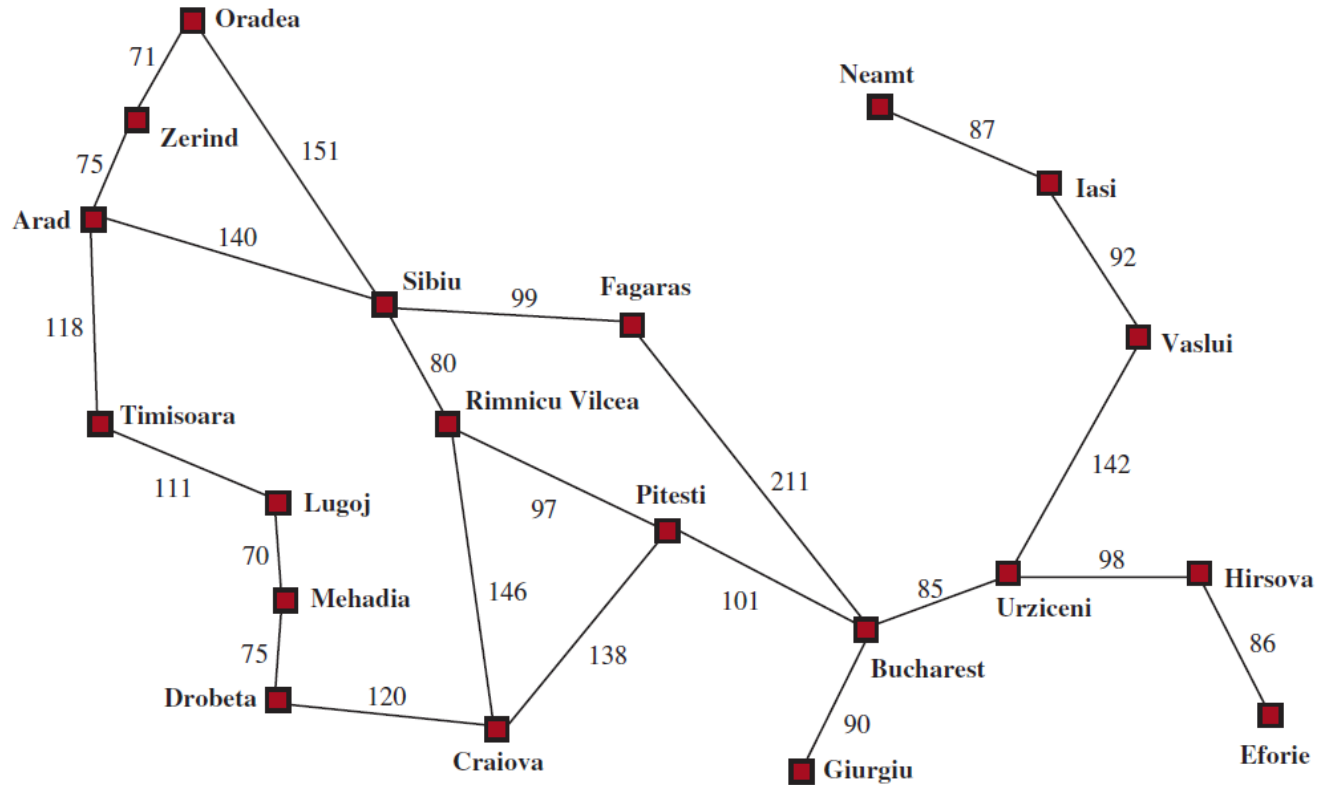 Oradea
71
Neamt
87
Zerind
151
75
Iasi
Arad
140
92
Sibiu
Fagaras
99
118
Vaslui
80
Rimnicu Vilcea
Timisoara
142
211
111
Pitesti
Lugoj
97
70
98
Hirsova
85
146
Mehadia
101
Urziceni
86
75
138
Bucharest
Drobeta
120
90
Eforie
Craiova
Giurgiu